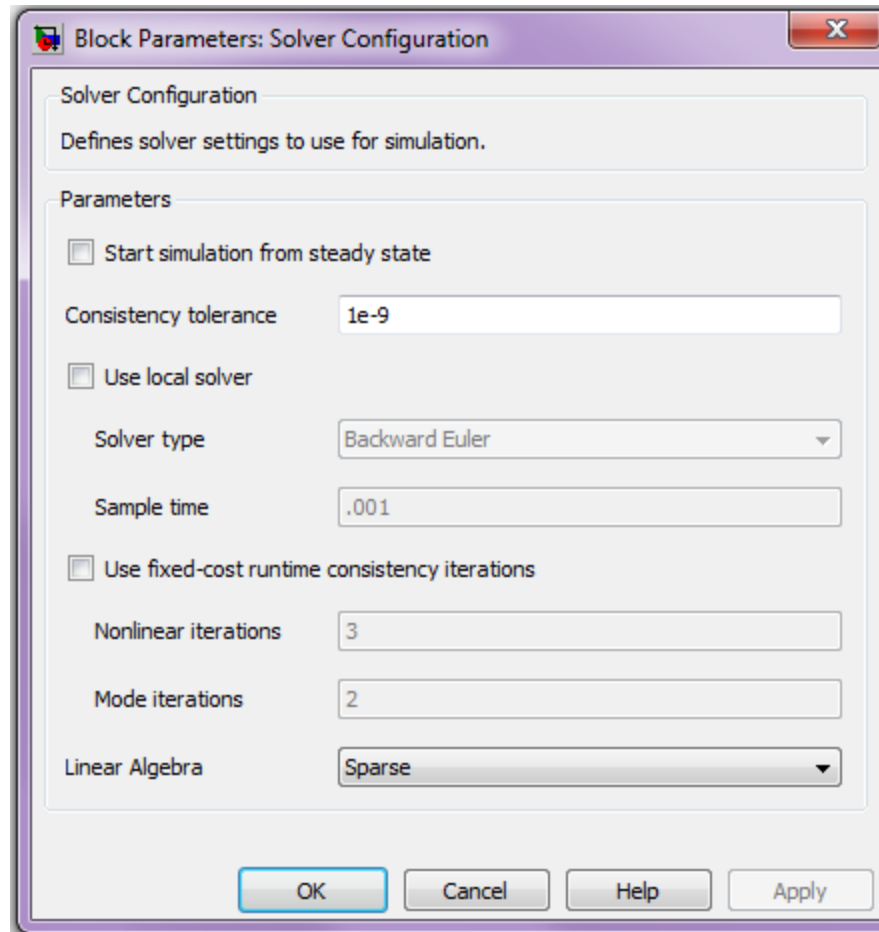 Block Parameters: Solver Configuration
Solver Configuration
Defines solver settings to use for simulation.
Parameters
Start simulation from steady state
Consistency tolerance 1e-9
Use local solver
Solver type Backward Euler
Sample time .001
Use fixed-cost runtime consistency iterations
Nonlinear iterations 3
Mode iterations 2
Linear Algebra Sparse
OK Cancel Help Apply